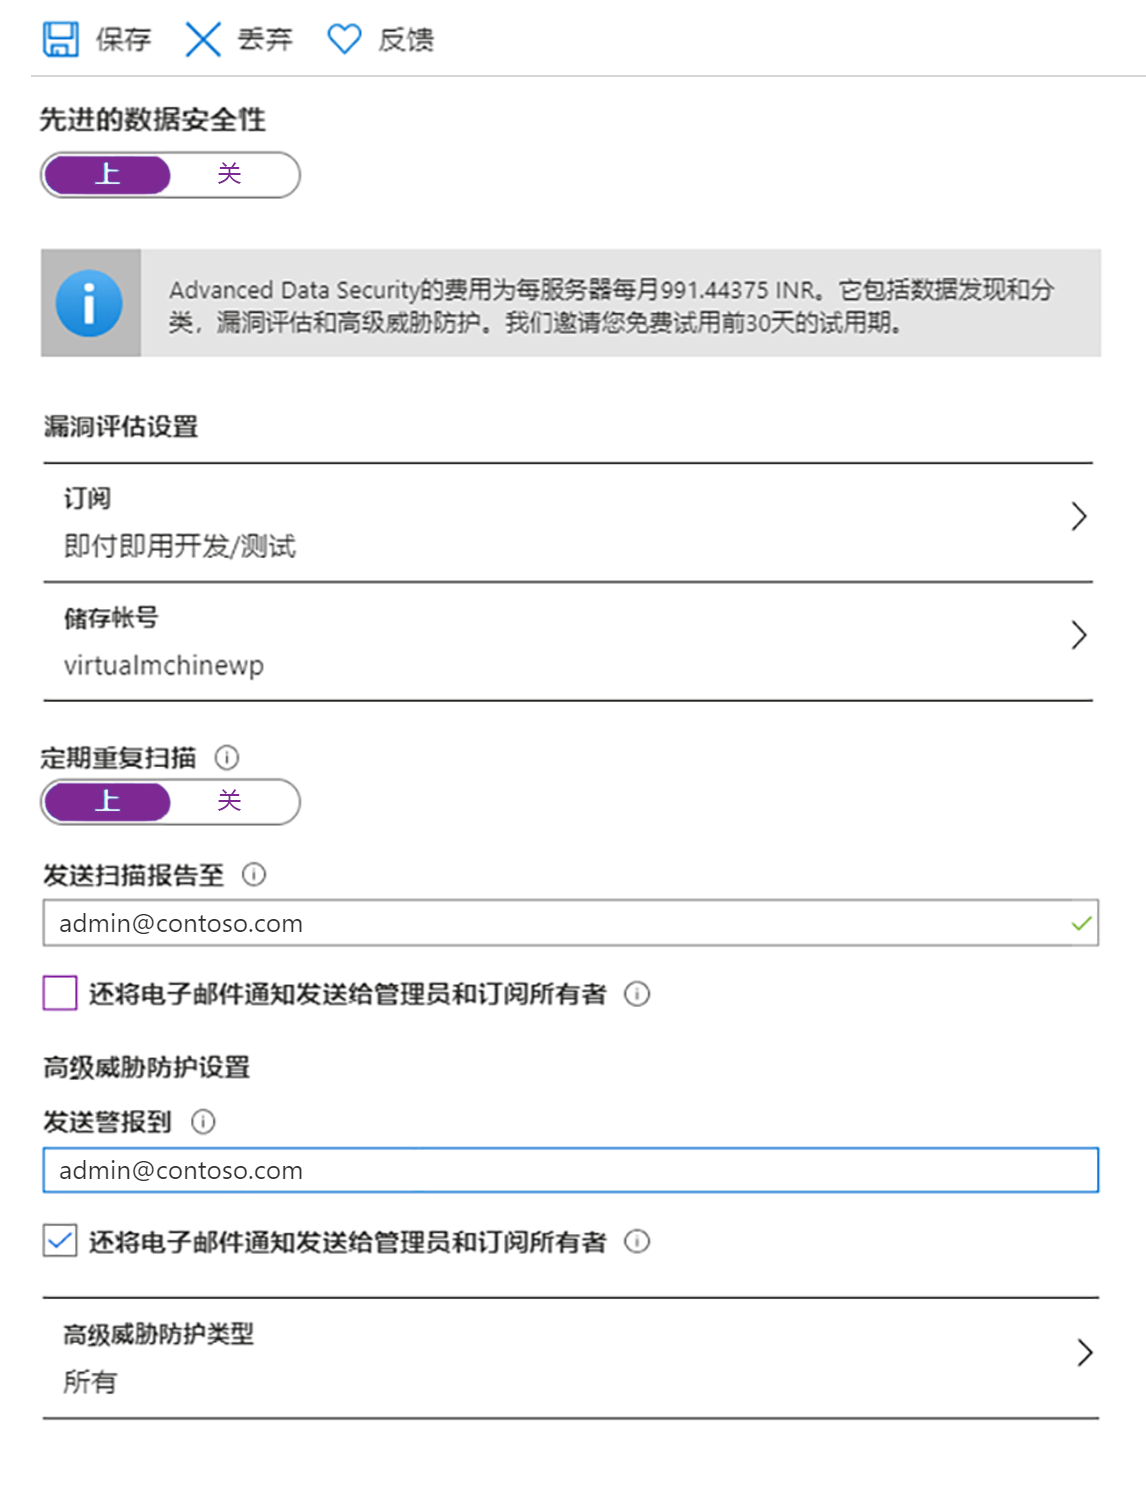 保存 丢弃 反馈
先进的数据安全性
上 关
Advanced Data Security的费用为每服务器每月991.44375 INR。它包括数据发现和分
类，漏洞评估和高级威胁防护。我们邀请您免费试用前30天的试用期。
漏洞评估设置
订阅
即付即用开发/测试
储存帐号
virtualmchinewp
定期重复扫描
上 关
发送扫描报告至
admin@contoso.com
还将电子邮件通知发送给管理员和订阅所有者
高级威胁防护设置
发送警报到
admin@contoso.com
还将电子邮件通知发送给管理员和订阅所有者
高级威胁防护类型
所有